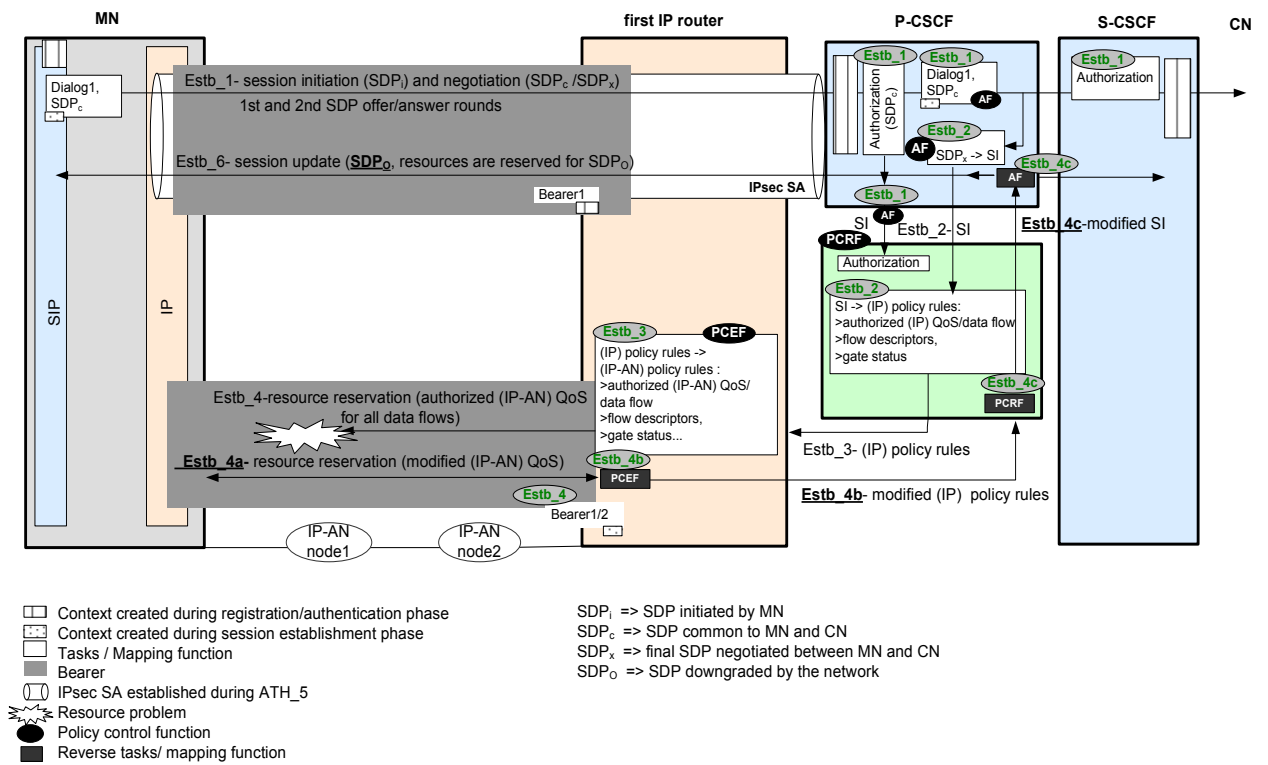 MN
first IP router
P-CSCF
S-CSCF
CN
Estb_1- session initiation (SDPi) and negotiation (SDPc /SDPx)
1st and 2nd SDP offer/answer rounds
Dialog1,
SDPc
Estb_6- session update (SDPO, resources are reserved for SDPO)
Bearer1
IPsec SA
SIP
IP
Estb_1
Authorization
(SDPc)
Estb_1
Dialog1,
SDPc
AF
Estb_2
AF
SDPx -> SI
Estb_1
Authorization
Estb_4c
AF
Estb_1
AF
SI
Estb_2- SI
Estb_4c-modified SI
PCRF
Authorization
Estb_2
SI -> (IP) policy rules:
>authorized (IP) QoS/data flow
>flow descriptors,
>gate status
Estb_4c
PCRF
Estb_3
PCEF
(IP) policy rules ->
(IP-AN) policy rules :
>authorized (IP-AN) QoS/
data flow
>flow descriptors,
>gate status...
Estb_4-resource reservation (authorized (IP-AN) QoS
for all data flows)
Estb_3- (IP) policy rules
Estb_4a- resource reservation (modified (IP-AN) QoS)
Estb_4b
PCEF
Estb_4b- modified (IP) policy rules
Estb_4
Bearer1/2
IP-AN
node1
IP-AN
node2
Context created during registration/authentication phase
Context created during session establishment phase
Tasks / Mapping function
Bearer
IPsec SA established during ATH_5
Resource problem
Policy control function
Reverse tasks/ mapping function
SDPi => SDP initiated by MN
SDPc => SDP common to MN and CN
SDPx => final SDP negotiated between MN and CN
SDPO => SDP downgraded by the network